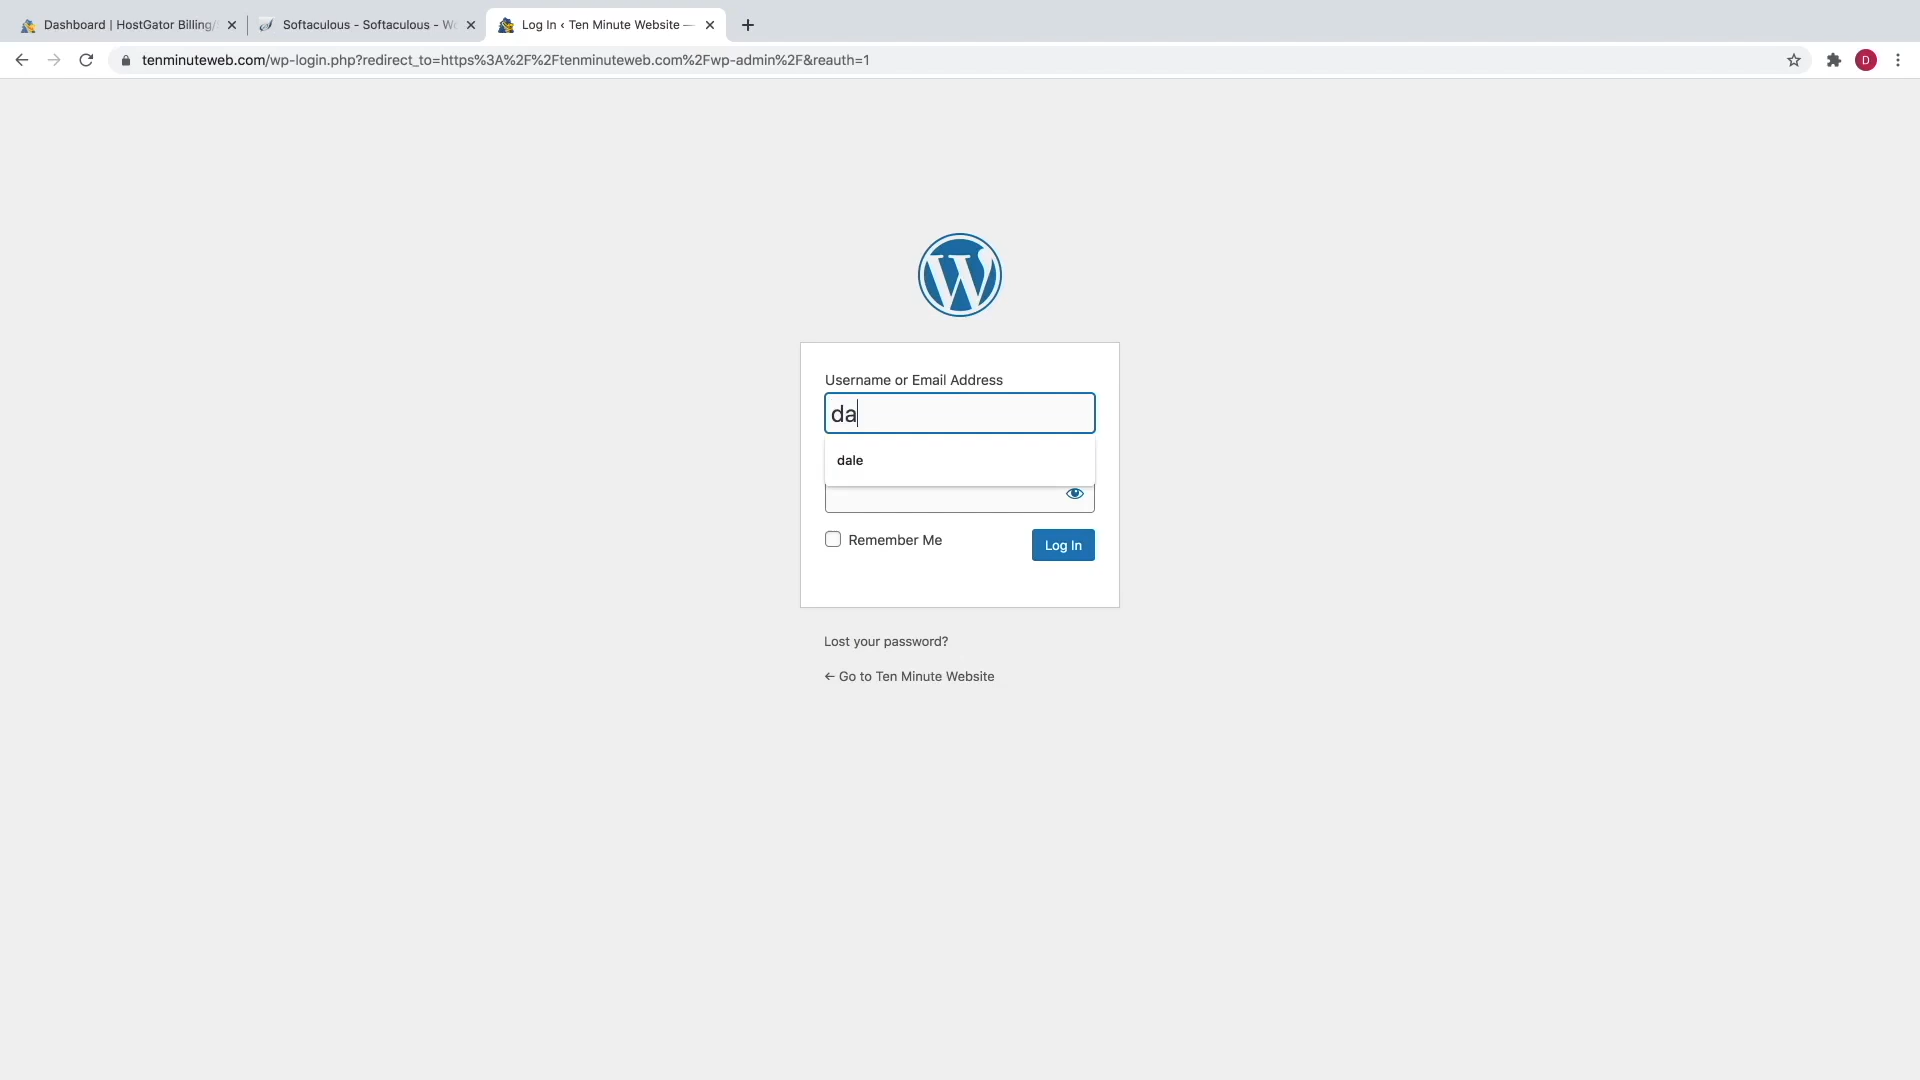 Dashboard | HostGator Billing/
Softaculous - Softaculous - Wo
Log In ‹ Ten Minute Website —
tenminuteweb.com/wp-login.php?redirect_to=https%3A%2F%2Ftenminuteweb.com%2Fwp-admin%2F&reauth=1
D
W
Username or Email Address
da
dale
Remember Me
Log In
Lost your password?
← Go to Ten Minute Website